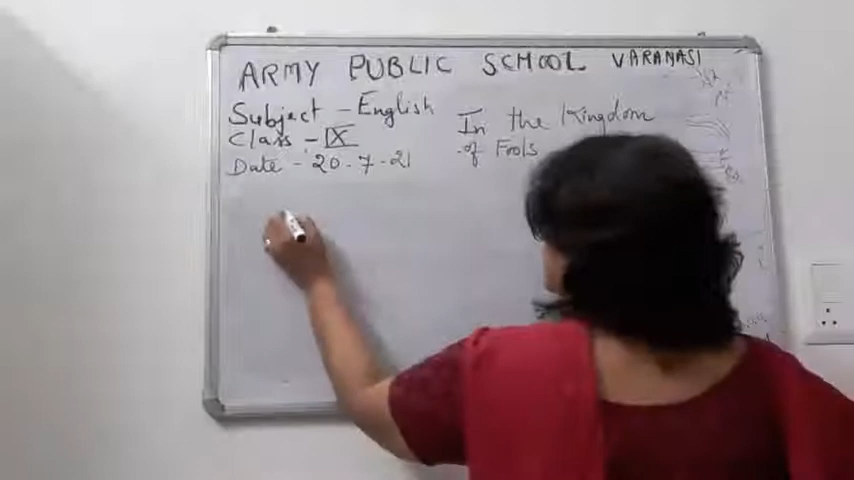 ARMY PUBLIC SCHOOL VARANASI
Subject - English
Class - IX
Date - 20-7-21
In the Kingdom
of Fools